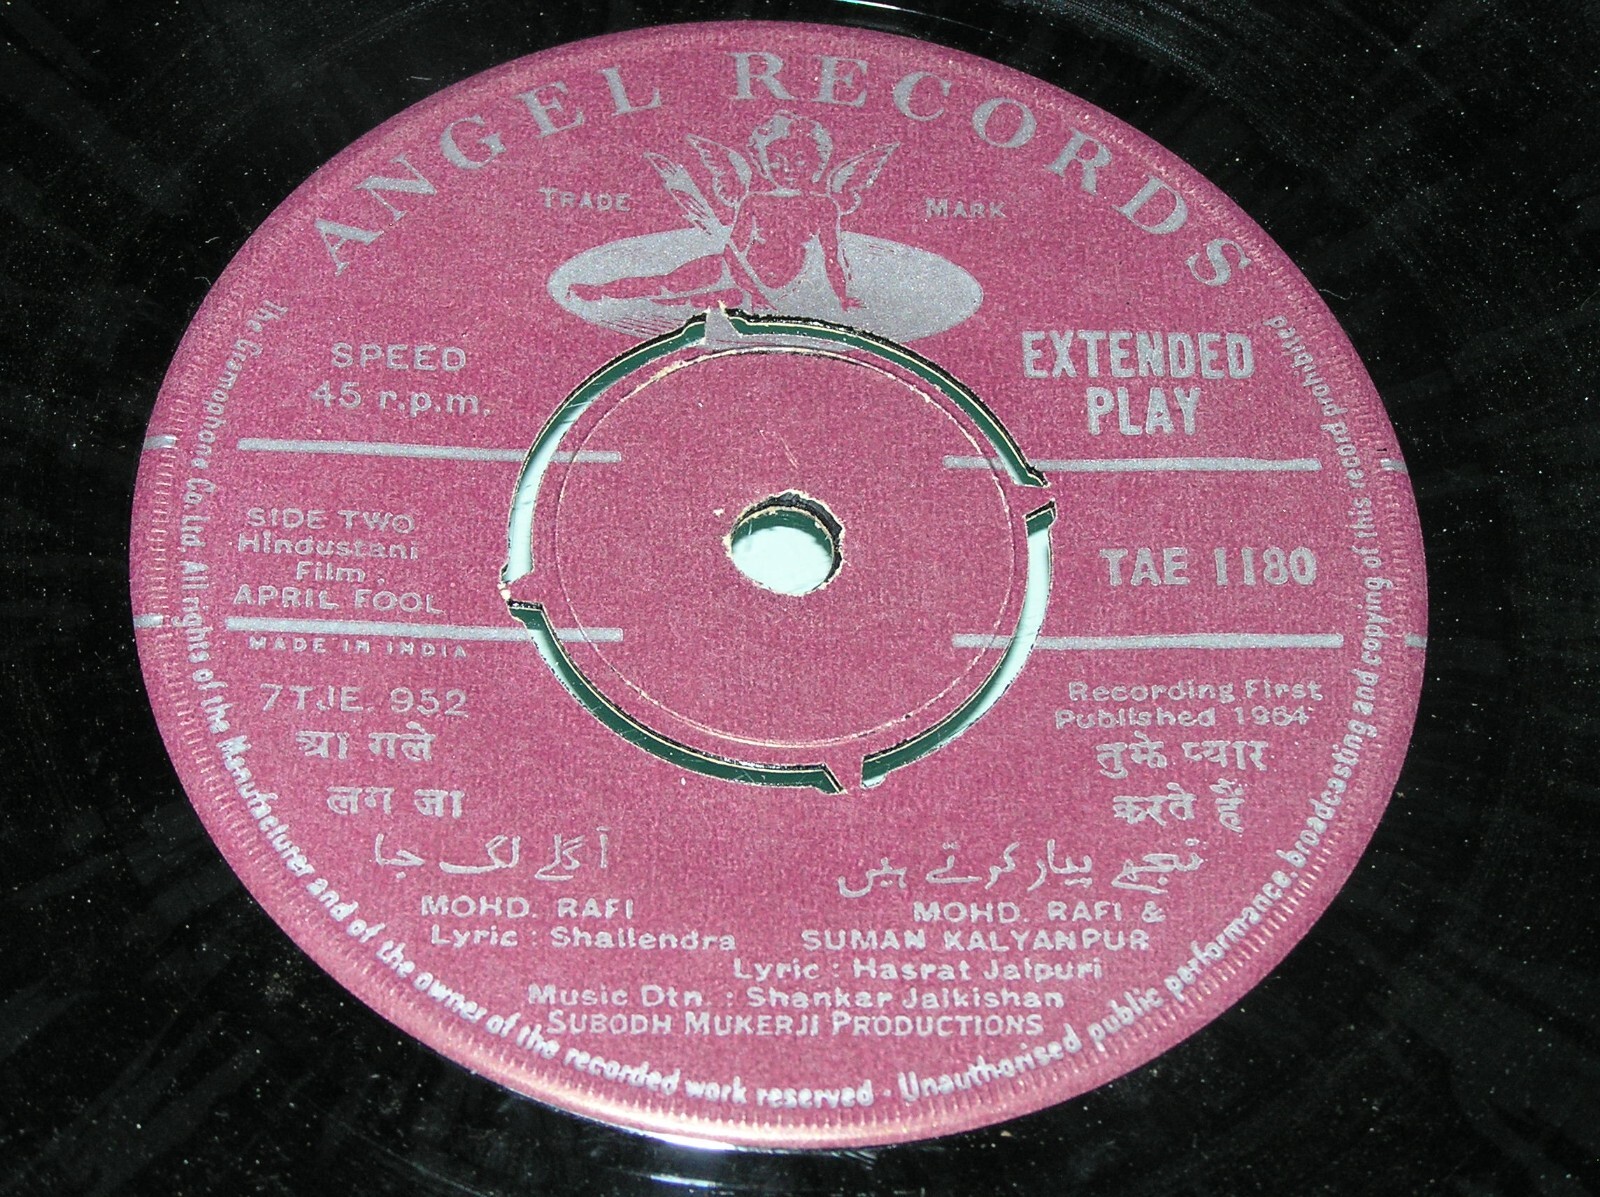 ANGEL RECORDS
TRADE MARK
SPEED
45 r.p.m.
EXTENDED
PLAY
SIDE TWO
Hindustani
Film .
APRIL FOOL
MADE IN INDIA
TAE 1180
7TJE. 952
Recording First
Published 1964
आ गले
लग जा
तुझे प्यार
करते हैं
آ گلے لگ جا
تجھے پیار کرتے ہیں
MOHD. RAFI
Lyric : Shailendra
MOHD. RAFI &
SUMAN KALYANPUR
Lyric : Hasrat Jaipuri
Music Dtn. : Shankar Jaikishan
SUBODH MUKERJI PRODUCTIONS
The Gramophone Co. Ltd. All rights of the Manufacturer and of the owner of the recorded work reserved - Unauthorised public performance, broadcasting and copying of this record prohibited